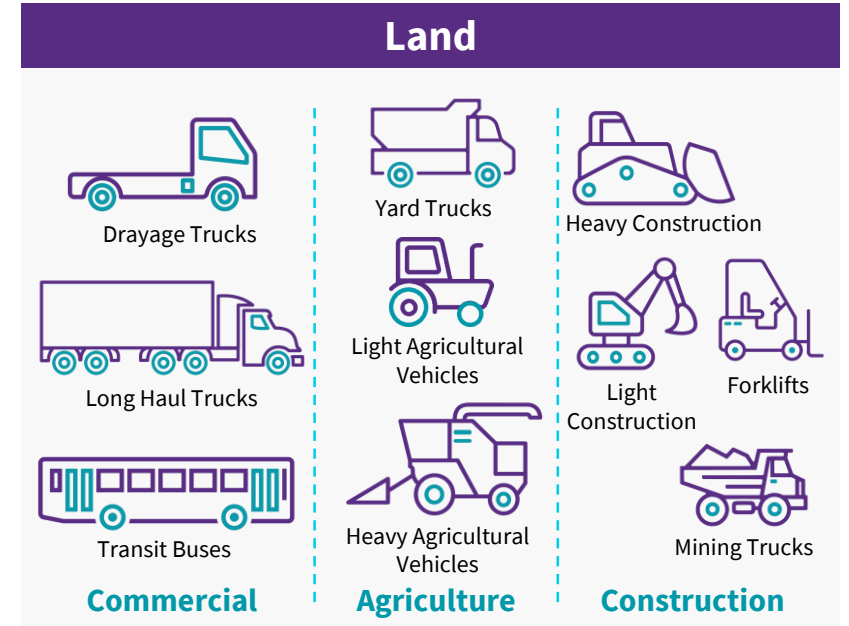 Land
Drayage Trucks
Long Haul Trucks
Transit Buses
Commercial
Yard Trucks
Light Agricultural
Vehicles
Heavy Agricultural
Vehicles
Agriculture
Heavy Construction
Light
Construction
Forklifts
Mining Trucks
Construction